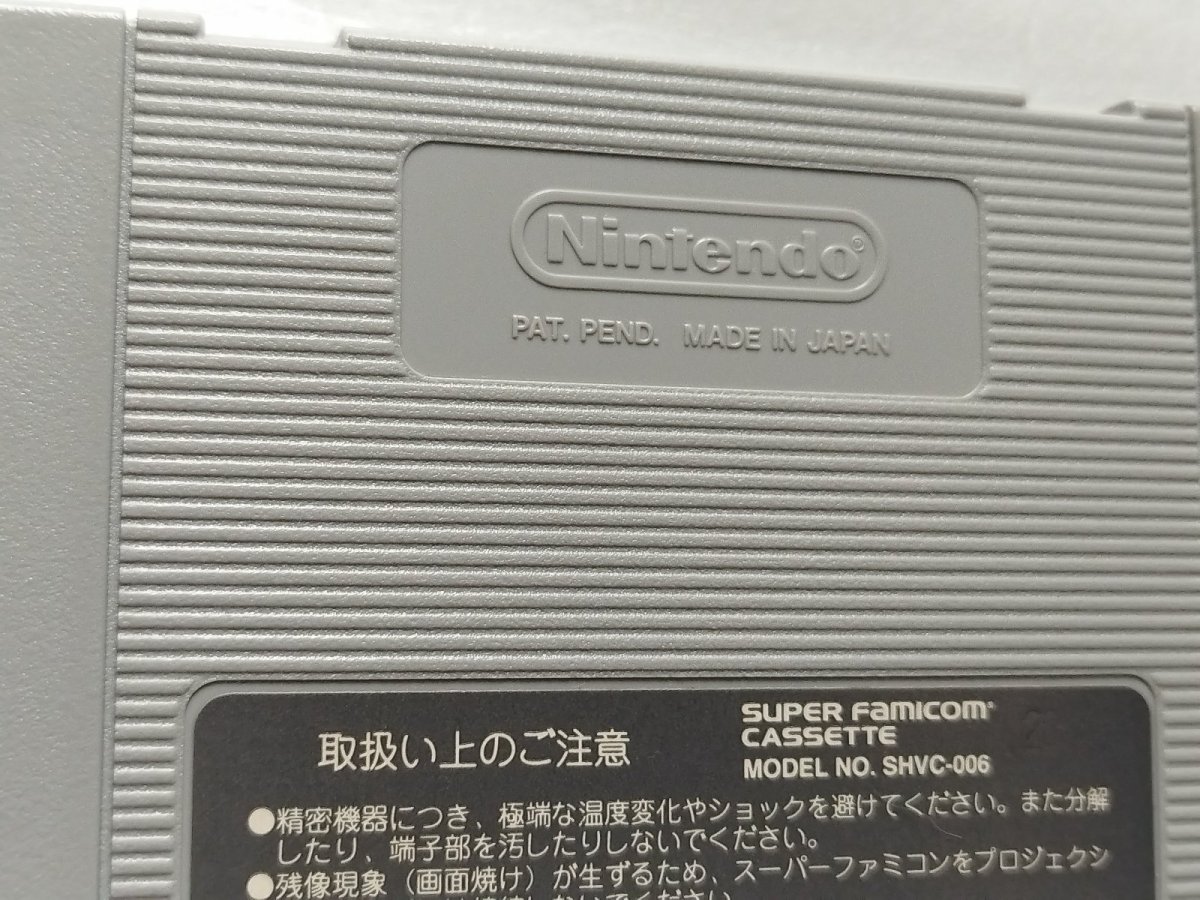 Nintendo®
PAT. PEND. MADE IN JAPAN
SUPER FAMICOM
CASSETTE
MODEL NO. SHVC-006
取扱い上のご注意
●精密機器につき、極端な温度変化やショックを避けてください。また分解
したり、端子部を汚したりしないでください。
●残像現象（画面焼け）が生ずるため、スーパーファミコンをプロジェクシ